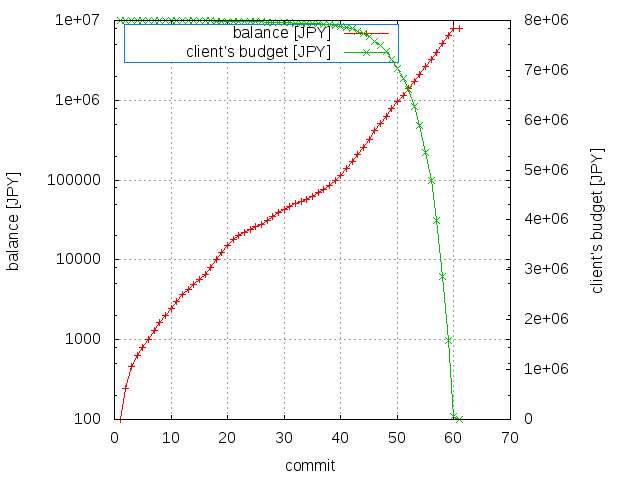 1e+07
1e+06
100000
10000
1000
100
balance [JPY]
balance [JPY]
client's budget [JPY]
8e+06
7e+06
6e+06
5e+06
4e+06
3e+06
2e+06
1e+06
0
client's budget [JPY]
0 10 20 30 40 50 60 70
commit